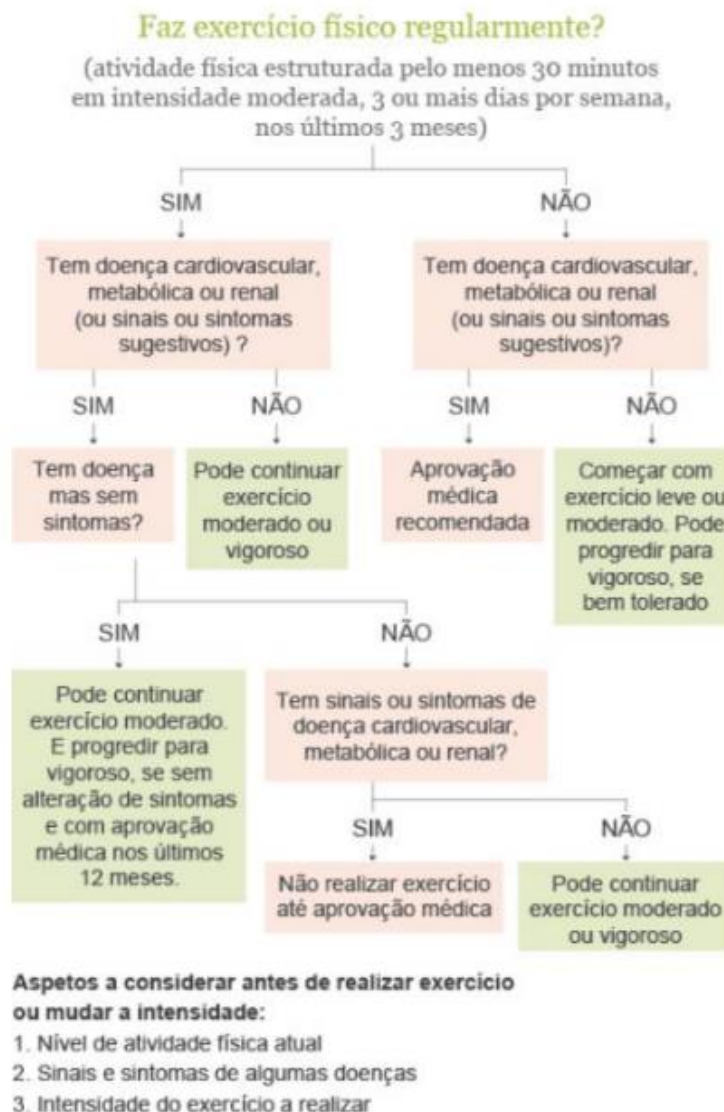 Faz exercício físico regularmente?
(atividade física estruturada pelo menos 30 minutos
em intensidade moderada, 3 ou mais dias por semana,
nos últimos 3 meses)
SIM
NÃO
Tem doença cardiovascular,
metabólica ou renal
(ou sinais ou sintomas
sugestivos) ?
Tem doença cardiovascular,
metabólica ou renal
(ou sinais ou sintomas
sugestivos)?
SIM
NÃO
SIM
NÃO
Tem doença
mas sem
sintomas?
Pode continuar
exercício
moderado ou
vigoroso
Aprovação
médica
recomendada
Começar com
exercício leve ou
moderado. Pode
progredir para
vigoroso, se
bem tolerado
SIM
NÃO
Pode continuar
exercício moderado.
E progredir para
vigoroso, se sem
alteração de sintomas
e com aprovação
médica nos últimos
12 meses.
Tem sinais ou sintomas de
doença cardiovascular,
metabólica ou renal?
SIM
NÃO
Não realizar exercício
até aprovação médica
Pode continuar
exercício moderado
ou vigoroso
Aspetos a considerar antes de realizar exercício
ou mudar a intensidade:
1. Nível de atividade física atual
2. Sinais e sintomas de algumas doenças
3. Intensidade do exercício a realizar